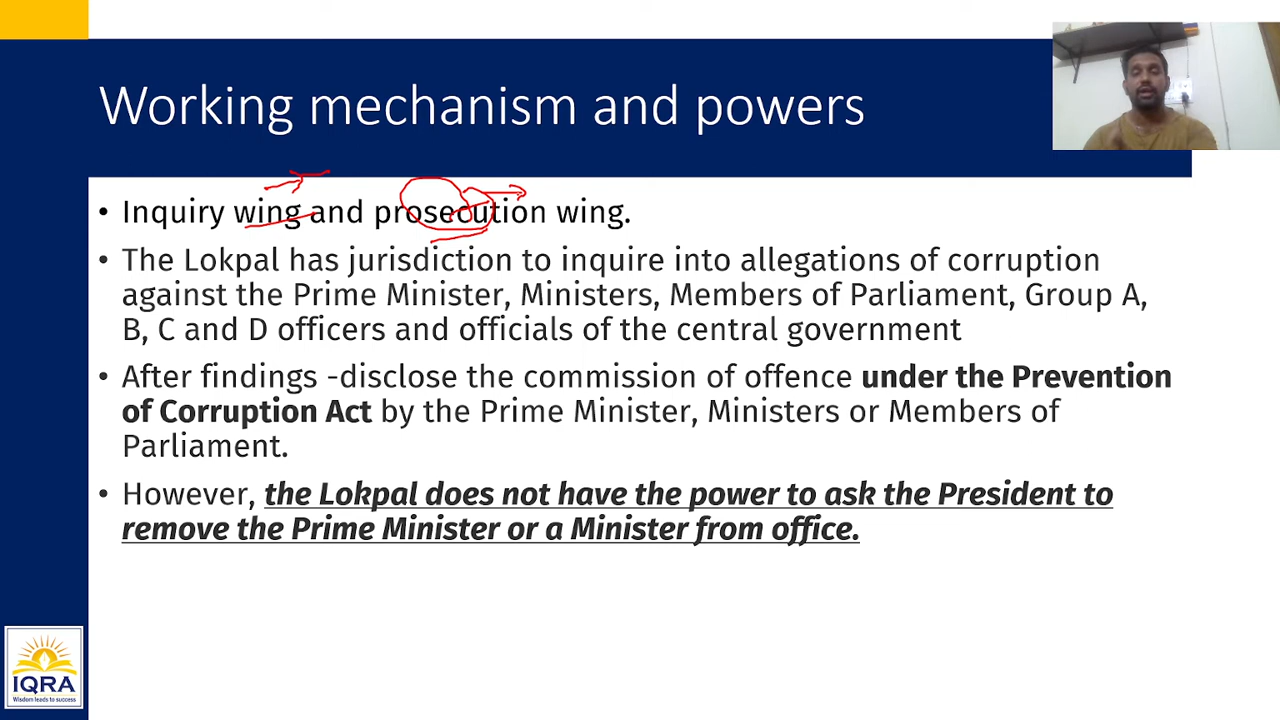 Working mechanism and powers
• Inquiry wing and prosecution wing.
• The Lokpal has jurisdiction to inquire into allegations of corruption
against the Prime Minister, Ministers, Members of Parliament, Group A,
B, C and D officers and officials of the central government
• After findings -disclose the commission of offence under the Prevention
of Corruption Act by the Prime Minister, Ministers or Members of
Parliament.
• However, the Lokpal does not have the power to ask the President to
remove the Prime Minister or a Minister from office.
IQRA
Wisdom leads to success